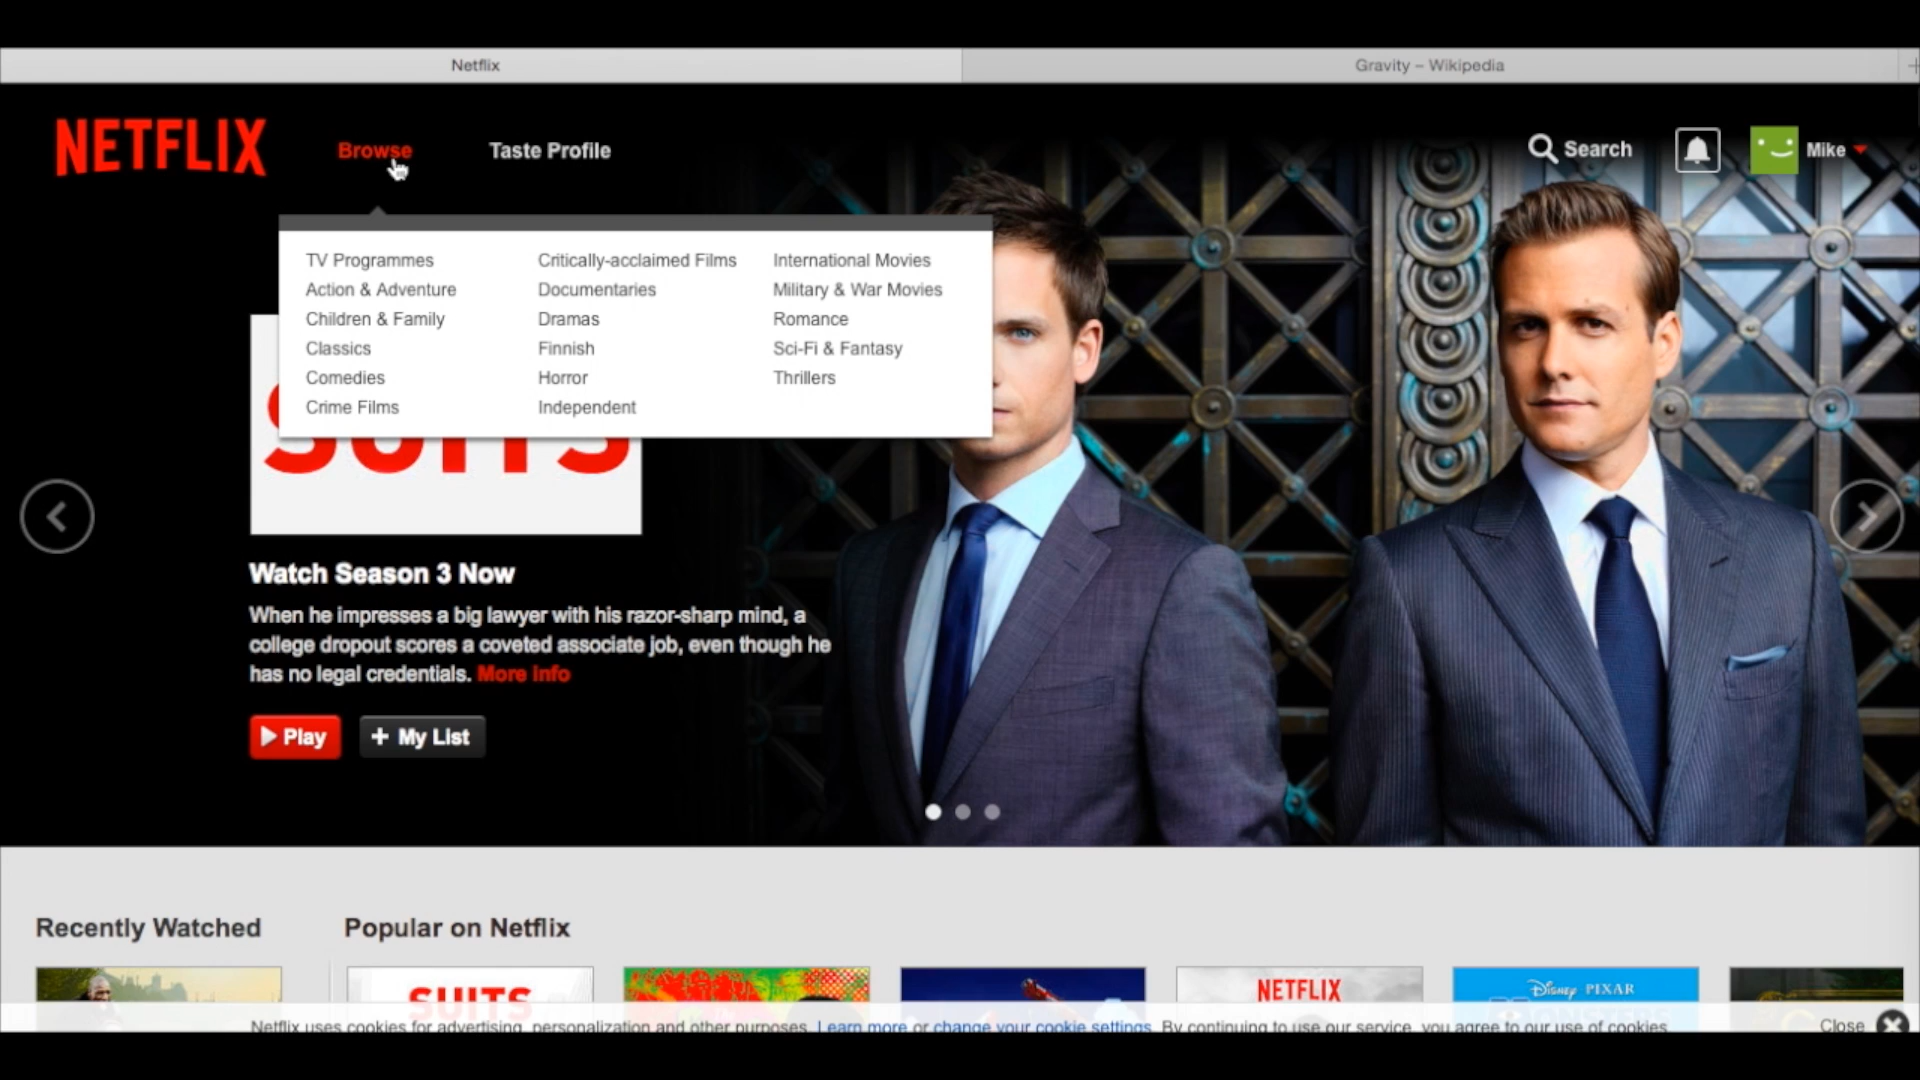 Netflix
Gravity – Wikipedia
NETFLIX
Browse
Taste Profile
Search
Mike
TV Programmes
Action & Adventure
Children & Family
Classics
Comedies
Crime Films
Critically-acclaimed Films
Documentaries
Dramas
Finnish
Horror
Independent
International Movies
Military & War Movies
Romance
Sci-Fi & Fantasy
Thrillers
SUITS
Watch Season 3 Now
When he impresses a big lawyer with his razor-sharp mind, a
college dropout scores a coveted associate job, even though he
has no legal credentials. More info
Play
+ My List
Recently Watched
Popular on Netflix
SUITS
NETFLIX
Disney PIXAR
MONSTERS
Netflix uses cookies for advertising, personalization and other purposes. Learn more or change your cookie settings. By continuing to use our service, you agree to our use of cookies.
Close